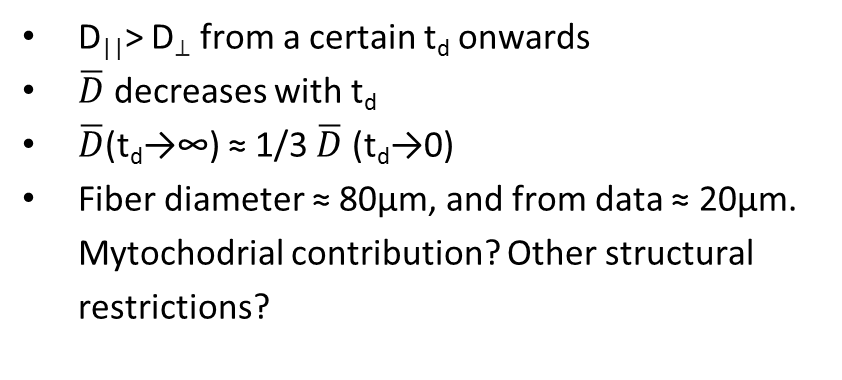 • D||> D⊥ from a certain td onwards
• D̅ decreases with td
• D̅(td→∞) ≈ 1/3 D̅ (td→0)
• Fiber diameter ≈ 80µm, and from data ≈ 20µm.
Mytochodrial contribution? Other structural
restrictions?